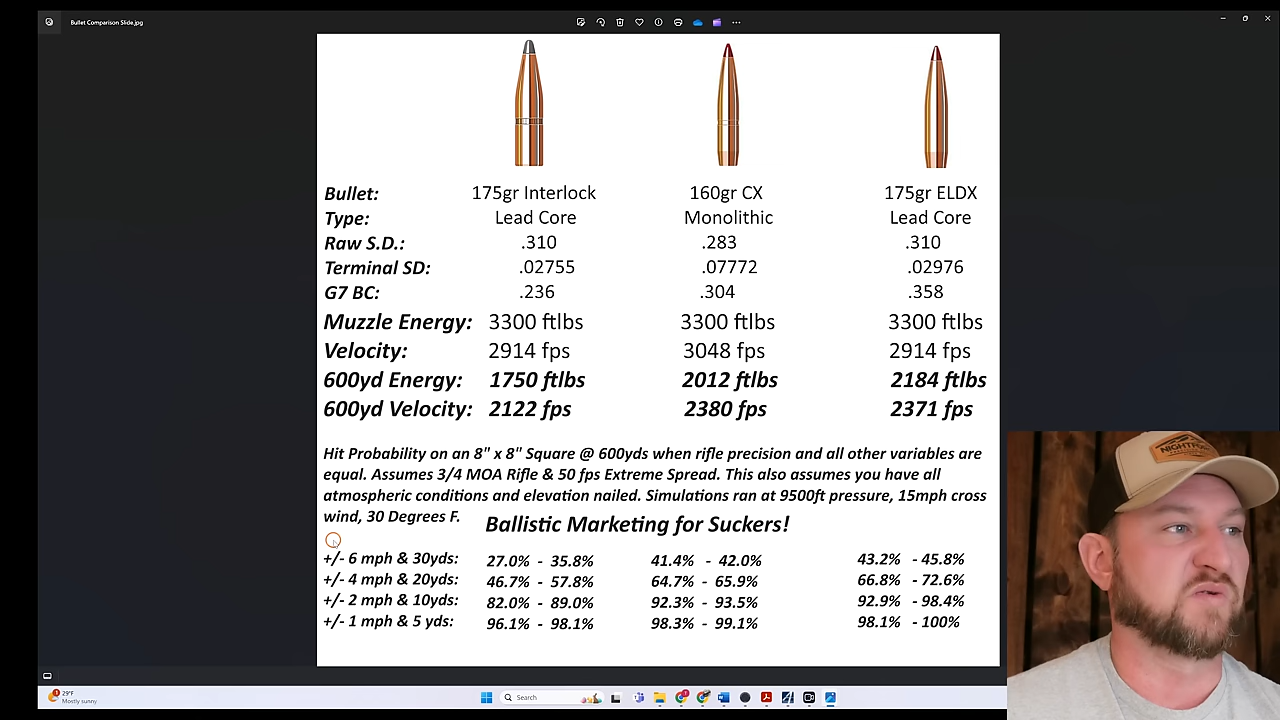 Bullet Comparison Slide.jpg
Bullet: 175gr Interlock 160gr CX 175gr ELDX
Type: Lead Core Monolithic Lead Core
Raw S.D.: .310 .283 .310
Terminal SD: .02755 .07772 .02976
G7 BC: .236 .304 .358
Muzzle Energy: 3300 ftlbs 3300 ftlbs 3300 ftlbs
Velocity: 2914 fps 3048 fps 2914 fps
600yd Energy: 1750 ftlbs 2012 ftlbs 2184 ftlbs
600yd Velocity: 2122 fps 2380 fps 2371 fps
Hit Probability on an 8" x 8" Square @ 600yds when rifle precision and all other variables are
equal. Assumes 3/4 MOA Rifle & 50 fps Extreme Spread. This also assumes you have all
atmospheric conditions and elevation nailed. Simulations ran at 9500ft pressure, 15mph cross
wind, 30 Degrees F.
Ballistic Marketing for Suckers!
+/- 6 mph & 30yds: 27.0% - 35.8% 41.4% - 42.0% 43.2% - 45.8%
+/- 4 mph & 20yds: 46.7% - 57.8% 64.7% - 65.9% 66.8% - 72.6%
+/- 2 mph & 10yds: 82.0% - 89.0% 92.3% - 93.5% 92.9% - 98.4%
+/- 1 mph & 5 yds: 96.1% - 98.1% 98.3% - 99.1% 98.1% - 100%
29°F
Mostly sunny
Search